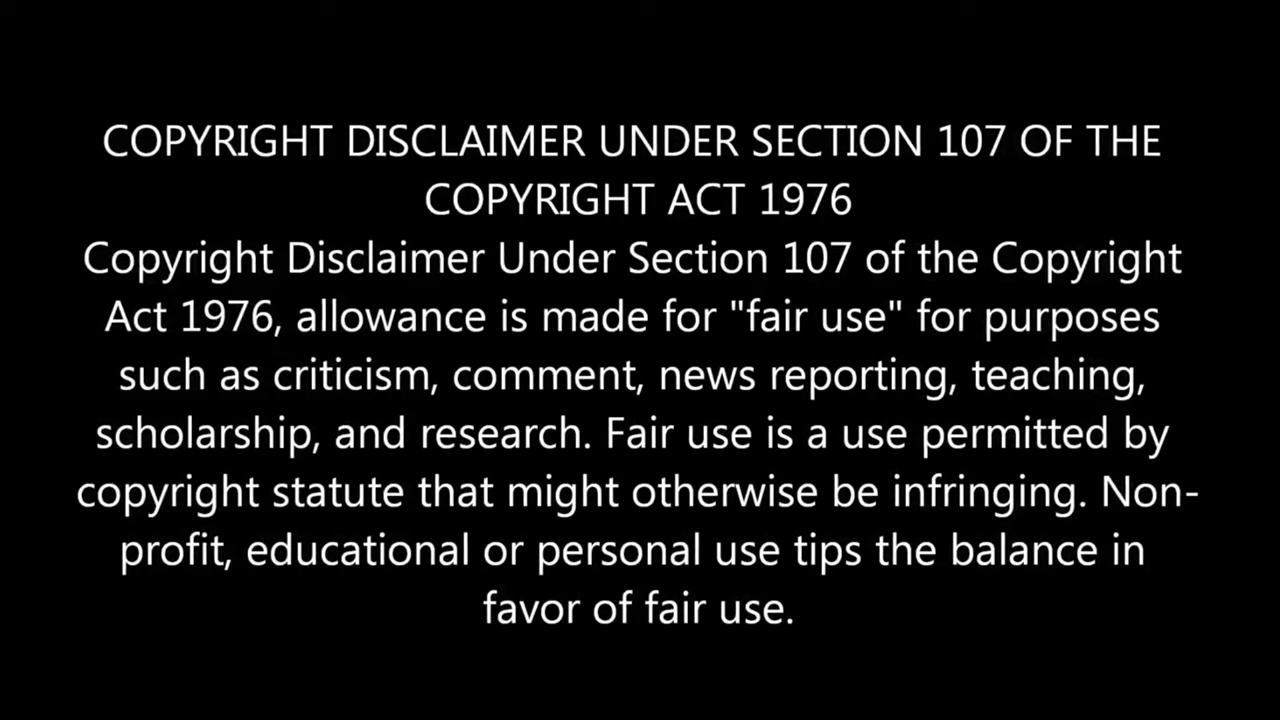 COPYRIGHT DISCLAIMER UNDER SECTION 107 OF THE
COPYRIGHT ACT 1976
Copyright Disclaimer Under Section 107 of the Copyright
Act 1976, allowance is made for "fair use" for purposes
such as criticism, comment, news reporting, teaching,
scholarship, and research. Fair use is a use permitted by
copyright statute that might otherwise be infringing. Non-
profit, educational or personal use tips the balance in
favor of fair use.